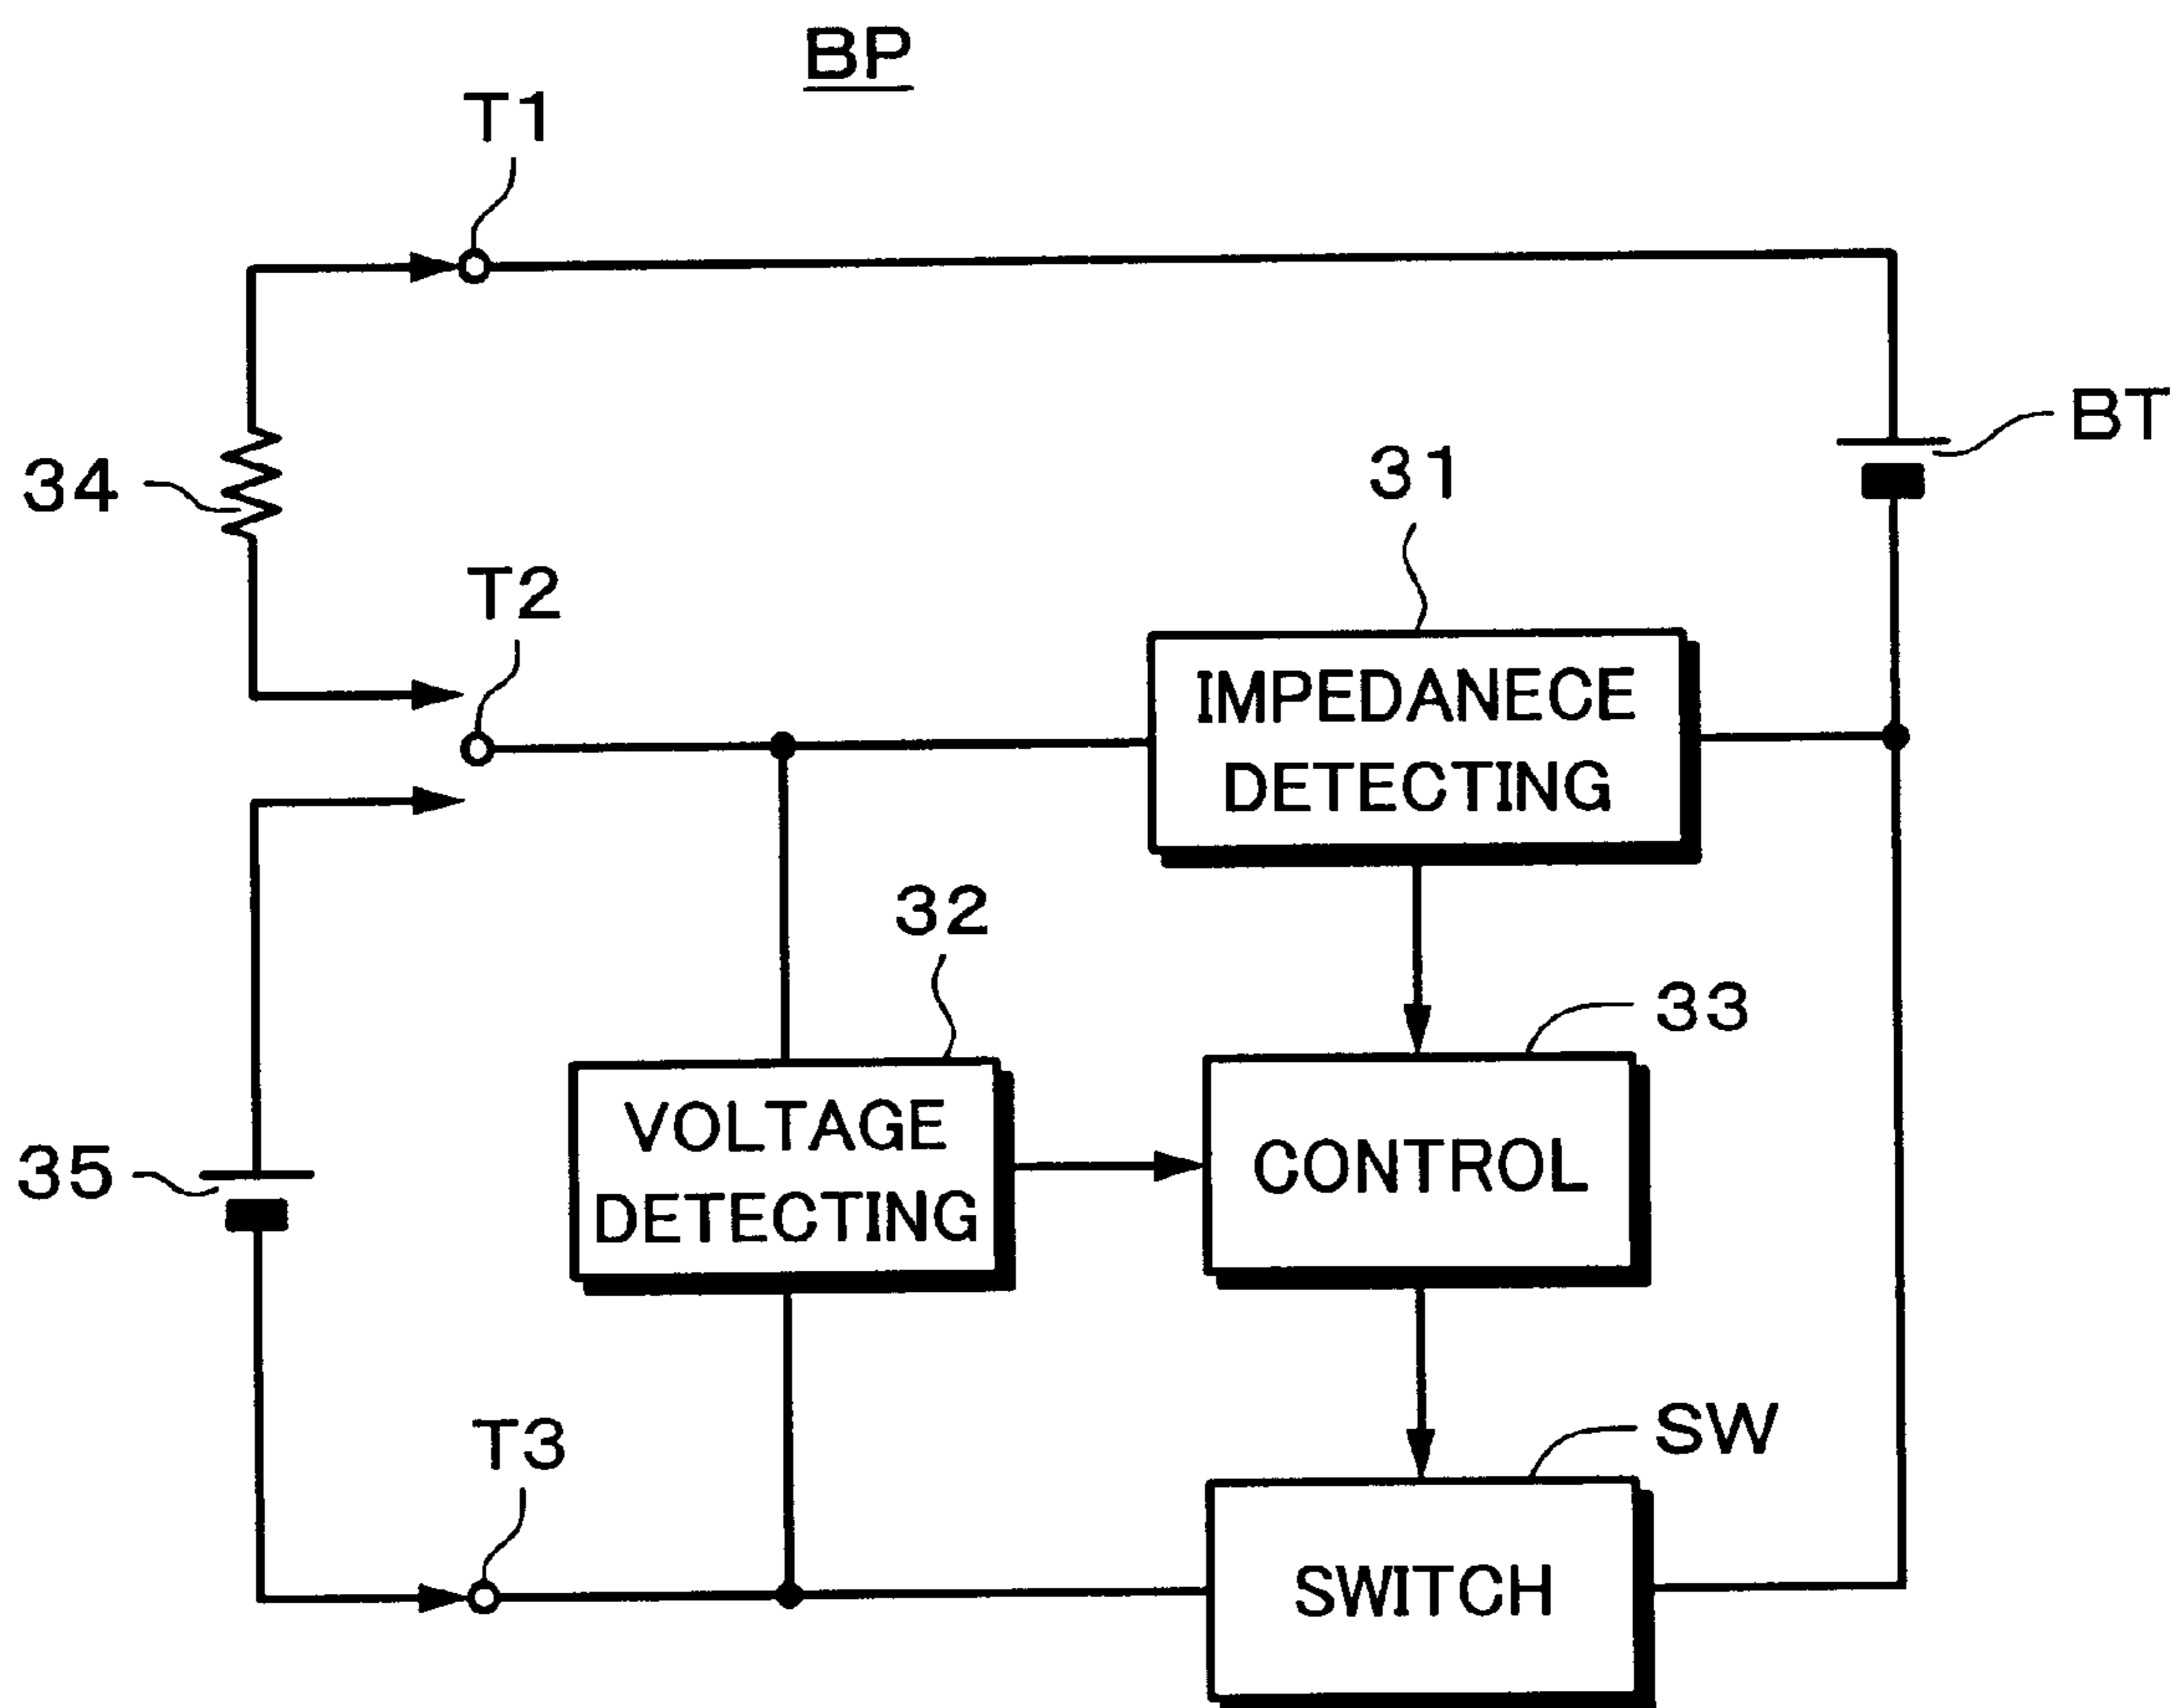 BP
T1
BT
31
34
T2
IMPEDANECE
DETECTING
32
33
VOLTAGE
DETECTING
CONTROL
35
T3
SW
SWITCH